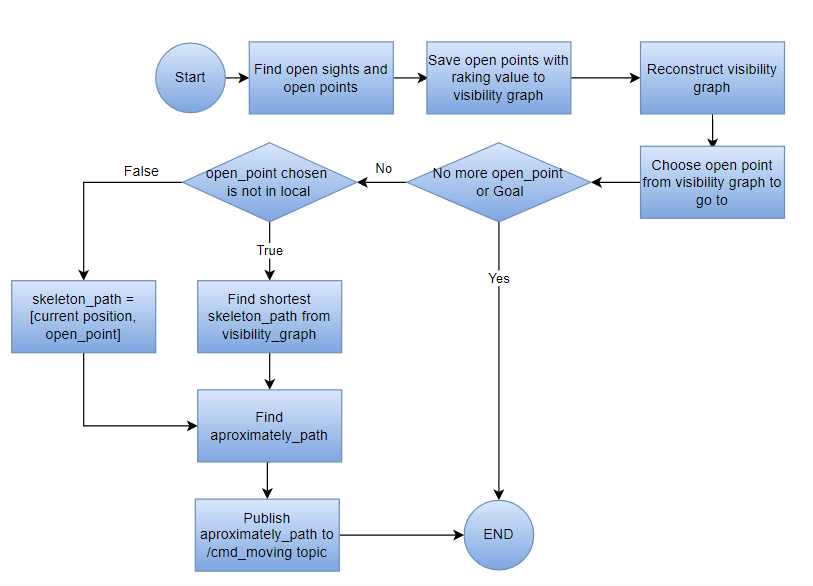 Start
Find open sights and
open points
Save open points with
raking value to
visibility graph
Reconstruct visibility
graph
Choose open point
from visibility graph to
go to
No more open_point
or Goal
No
open_point chosen
is not in local
False
True
Yes
skeleton_path =
[current position,
open_point]
Find shortest
skeleton_path from
visibility_graph
Find
aproximately_path
Publish
aproximately_path to
/cmd_moving topic
END